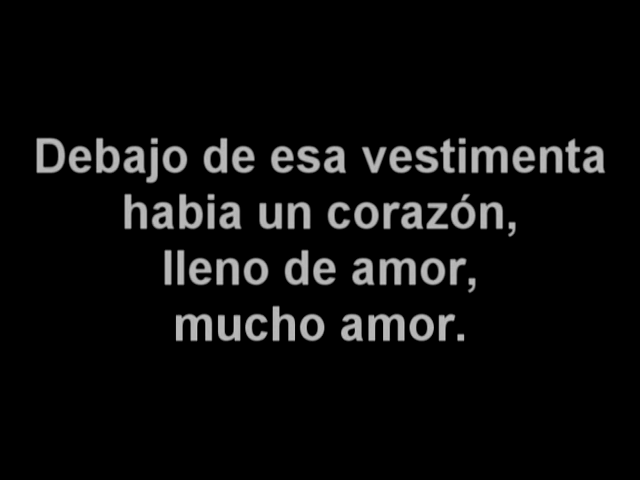 Debajo de esa vestimenta
habia un corazón,
lleno de amor,
mucho amor.